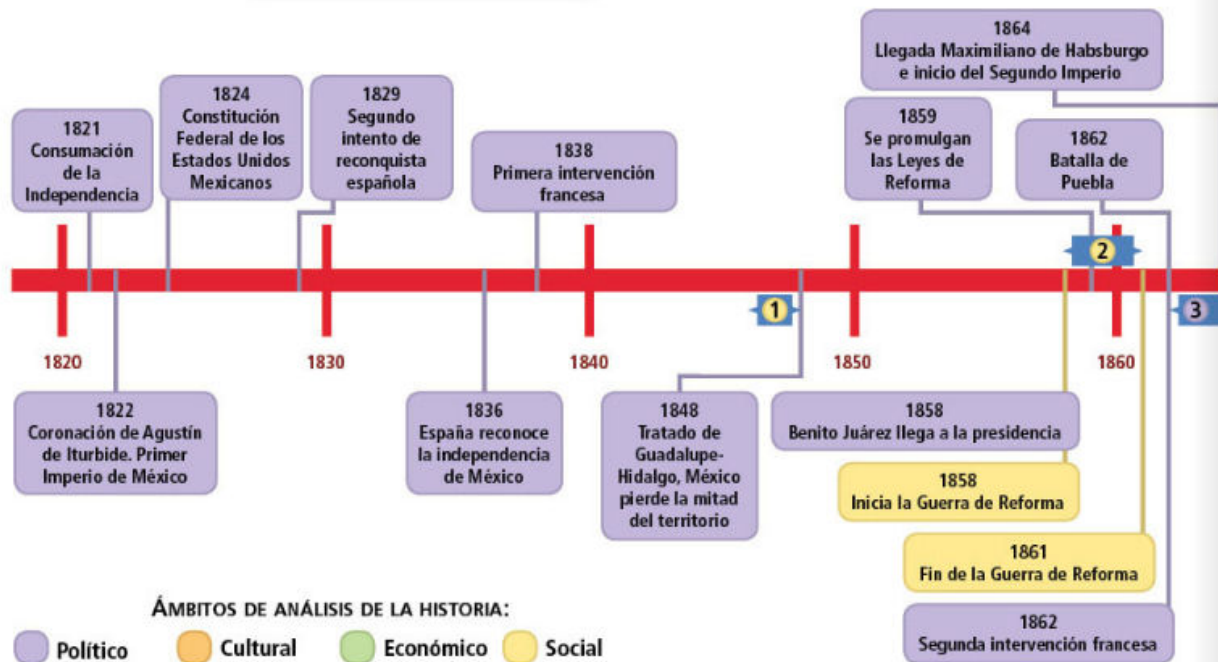 1864
Llegada Maximiliano de Habsburgo
e inicio del Segundo Imperio
1821
Consumación
de la
Independencia
1824
Constitución
Federal de los
Estados Unidos
Mexicanos
1829
Segundo
intento de
reconquista
española
1838
Primera intervención
francesa
1859
Se promulgan
las Leyes de
Reforma
1862
Batalla de
Puebla
2
1
3
1820
1830
1840
1850
1860
1822
Coronación de Agustín
de Iturbide. Primer
Imperio de México
1836
España reconoce
la independencia
de México
1848
Tratado de
Guadalupe-
Hidalgo, México
pierde la mitad
del territorio
1858
Benito Juárez llega a la presidencia
1858
Inicia la Guerra de Reforma
1861
Fin de la Guerra de Reforma
1862
Segunda intervención francesa
ÁMBITOS DE ANÁLISIS DE LA HISTORIA:
Político
Cultural
Económico
Social